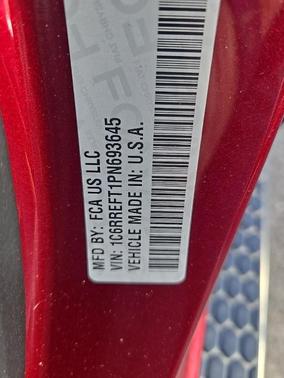 MFD BY: FCA US LLC
VIN: 1C6RREFT1PN693645
VEHICLE MADE IN: U.S.A.